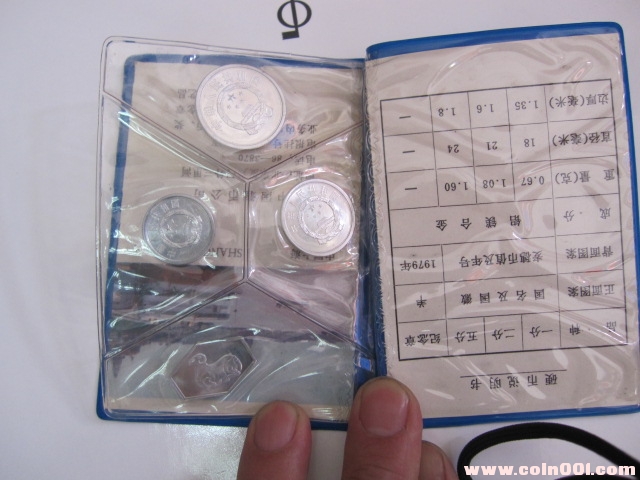 硬币说明书
品种 一分 二分 五分 纪念章
正面图案 国名及国徽 羊
背面图案 麦穗币值及年号 1979年
成.分 铝镁合金
重量(克) 0.67 1.08 1.60 —
直径(毫米) 18 21 24 —
边厚(毫米) 1.35 1.6 1.8 —
币公司
www.coin001.com